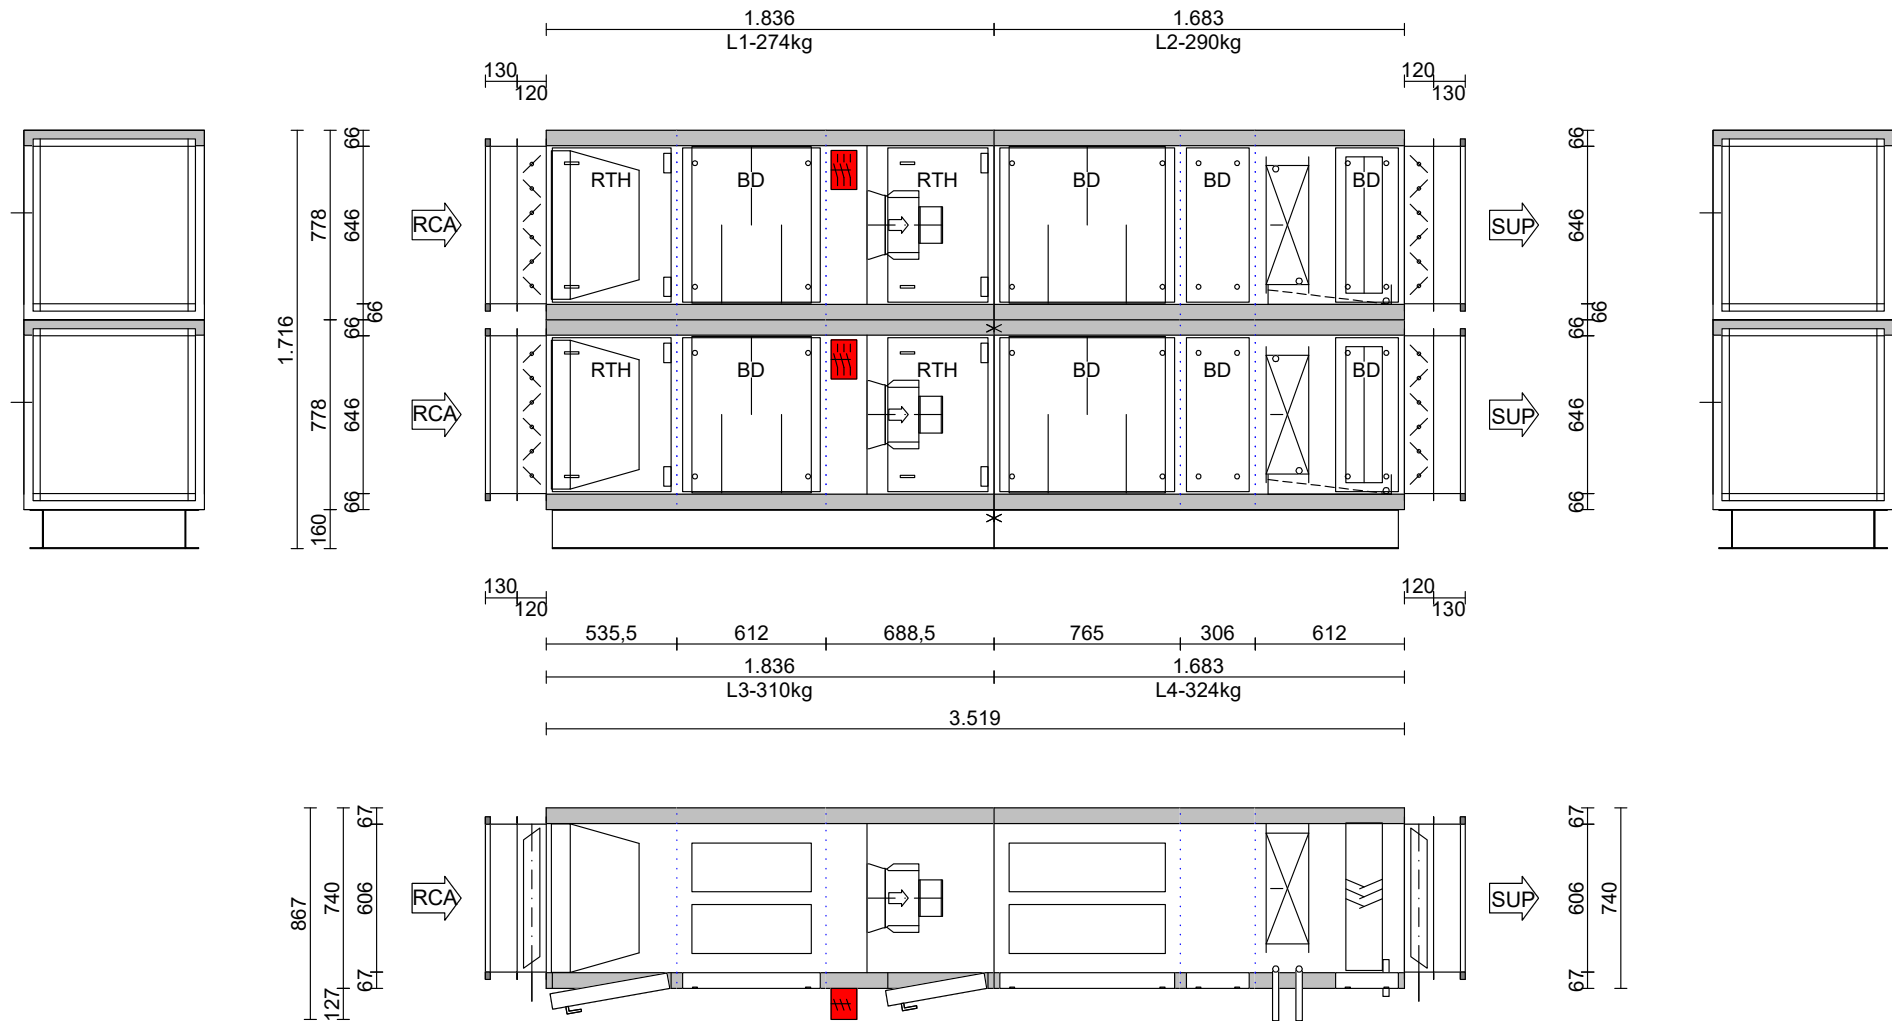 1.836 1.683
L1-274kg L2-290kg
130 120
120 130
66 66
RTH BD RTH BD BD BD
RCA 778 646 SUP 646
66 66
66 66
1.716
RTH BD RTH BD BD BD
RCA 778 646 SUP 646
66 66
160
130 120
120 130
535,5 612 688,5 765 306 612
1.836 1.683
L3-310kg L4-324kg
3.519
67 67
RCA 867 740 606 SUP 606 740
67 67
127